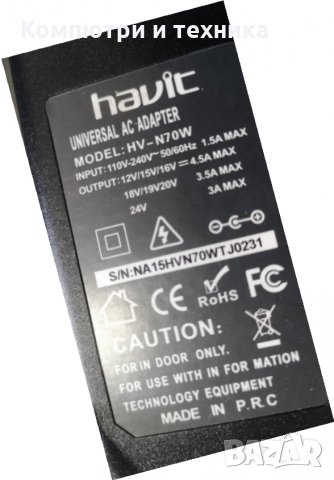 Компютри и техника
havit
UNIVERSAL AC ADAPTER
MODEL: HV-N70W
INPUT: 110V-240V~50/60Hz 1.5A MAX
OUTPUT: 12V/15V/16V⎓4.5A MAX
18V/19V/20V 3.5A MAX
24V 3A MAX
S/N:NA15HVN70WTJ0231
CE RoHS FC
CAUTION:
FOR IN DOOR ONLY.
FOR USE WITH IN FOR MATION
TECHNOLOGY EQUIPMENT
MADE IN P.R.C
BAZAR